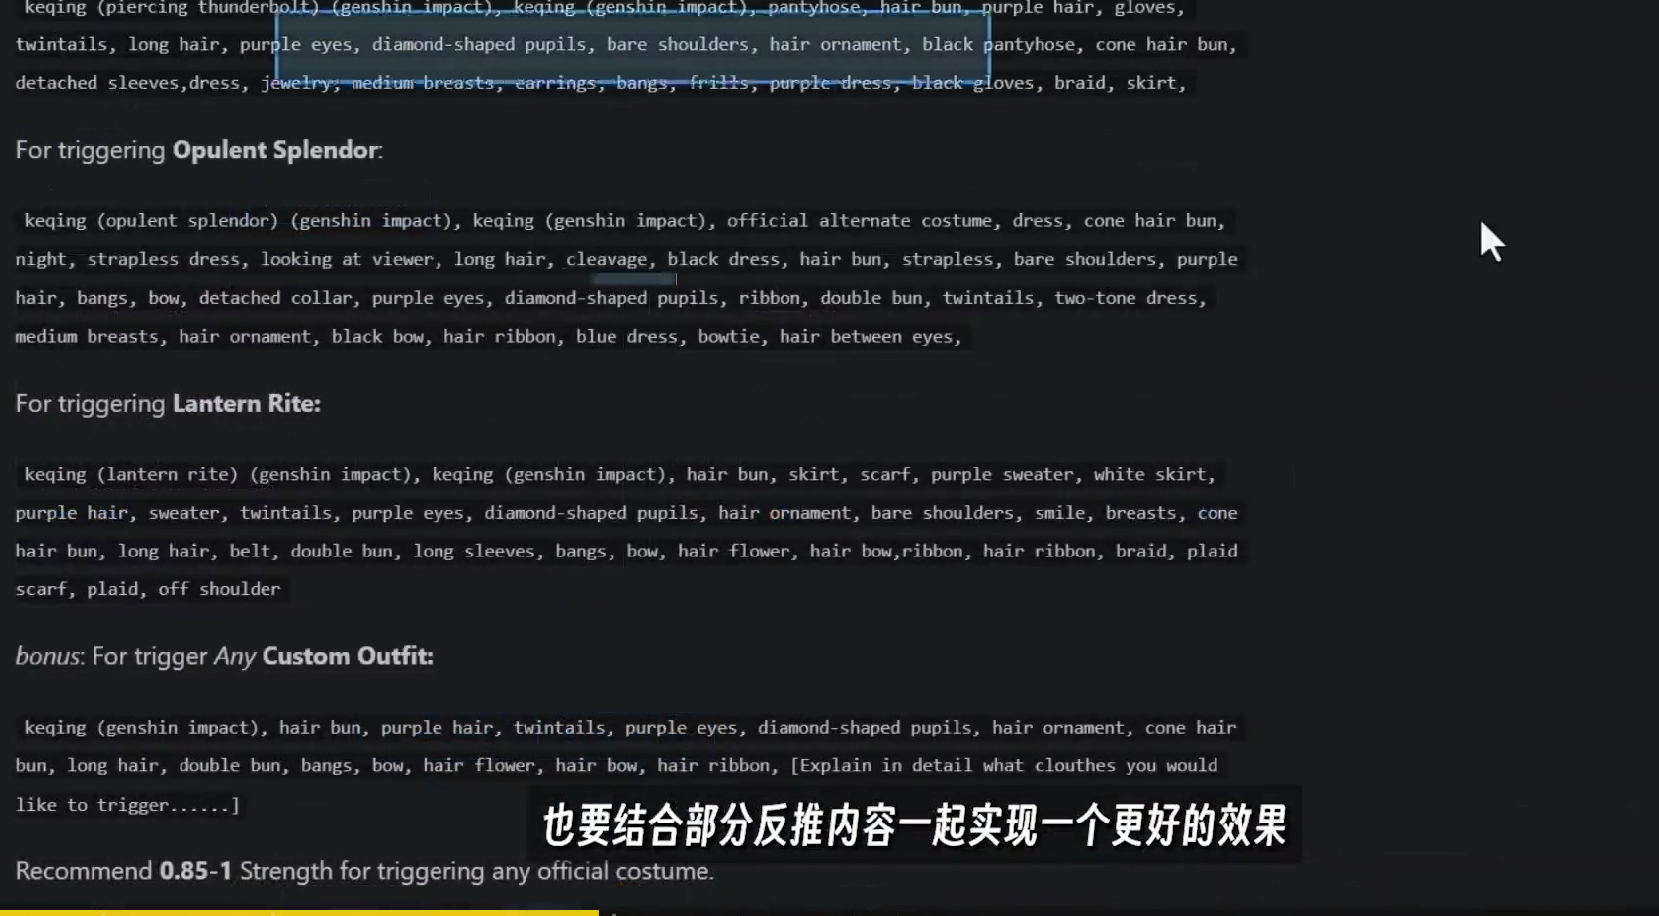 keqing (piercing thunderbolt) (genshin impact), keqing (genshin impact), pantyhose, hair bun, purple hair, gloves,
twintails, long hair, purple eyes, diamond-shaped pupils, bare shoulders, hair ornament, black pantyhose, cone hair bun,
detached sleeves,dress, jewelry, medium breasts, earrings, bangs, frills, purple dress, black gloves, braid, skirt,
For triggering Opulent Splendor:
keqing (opulent splendor) (genshin impact), keqing (genshin impact), official alternate costume, dress, cone hair bun,
night, strapless dress, looking at viewer, long hair, cleavage, black dress, hair bun, strapless, bare shoulders, purple
hair, bangs, bow, detached collar, purple eyes, diamond-shaped pupils, ribbon, double bun, twintails, two-tone dress,
medium breasts, hair ornament, black bow, hair ribbon, blue dress, bowtie, hair between eyes,
For triggering Lantern Rite:
keqing (lantern rite) (genshin impact), keqing (genshin impact), hair bun, skirt, scarf, purple sweater, white skirt,
purple hair, sweater, twintails, purple eyes, diamond-shaped pupils, hair ornament, bare shoulders, smile, breasts, cone
hair bun, long hair, belt, double bun, long sleeves, bangs, bow, hair flower, hair bow,ribbon, hair ribbon, braid, plaid
scarf, plaid, off shoulder
bonus: For trigger Any Custom Outfit:
keqing (genshin impact), hair bun, purple hair, twintails, purple eyes, diamond-shaped pupils, hair ornament, cone hair
bun, long hair, double bun, bangs, bow, hair flower, hair bow, hair ribbon, [Explain in detail what clouthes you would
like to trigger......]
也要结合部分反推内容一起实现一个更好的效果
Recommend 0.85-1 Strength for triggering any official costume.